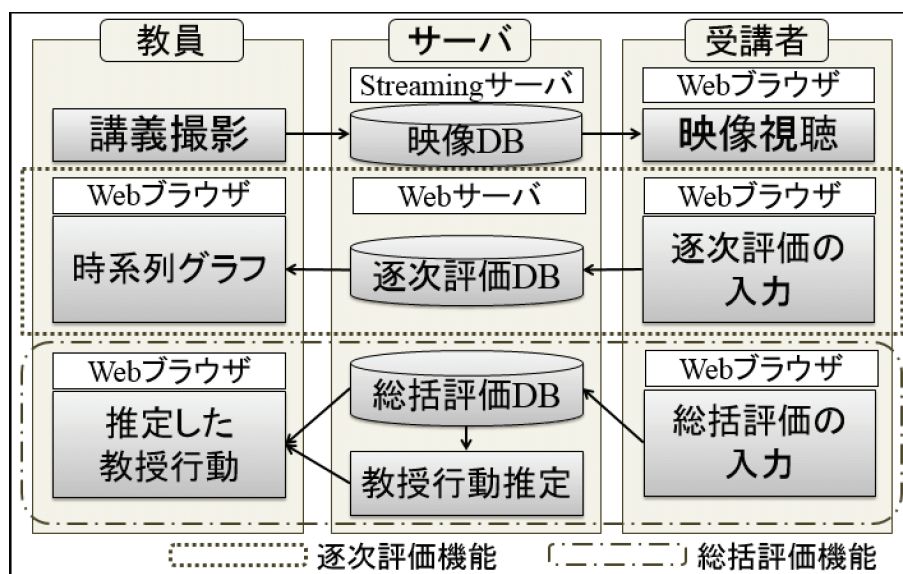 教員
サーバ
受講者
Streamingサーバ
Webブラウザ
講義撮影
映像DB
映像視聴
Webブラウザ
Webサーバ
Webブラウザ
時系列グラフ
逐次評価DB
逐次評価の
入力
Webブラウザ
総括評価DB
Webブラウザ
推定した
教授行動
教授行動推定
総括評価の
入力
逐次評価機能
総括評価機能